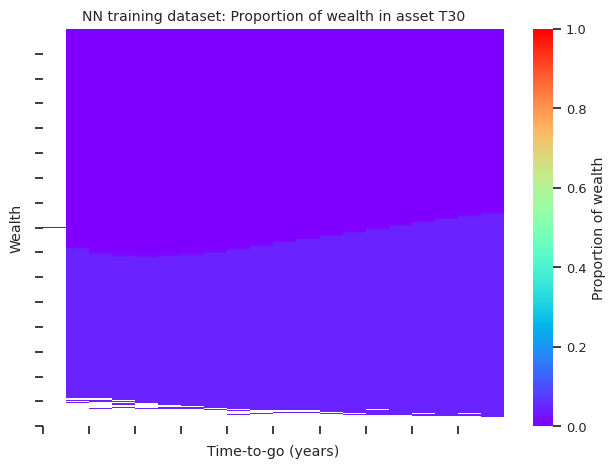 NN training dataset: Proportion of wealth in asset T30
Wealth
Time-to-go (years)
1.0
0.8
0.6
0.4
0.2
0.0
Proportion of wealth